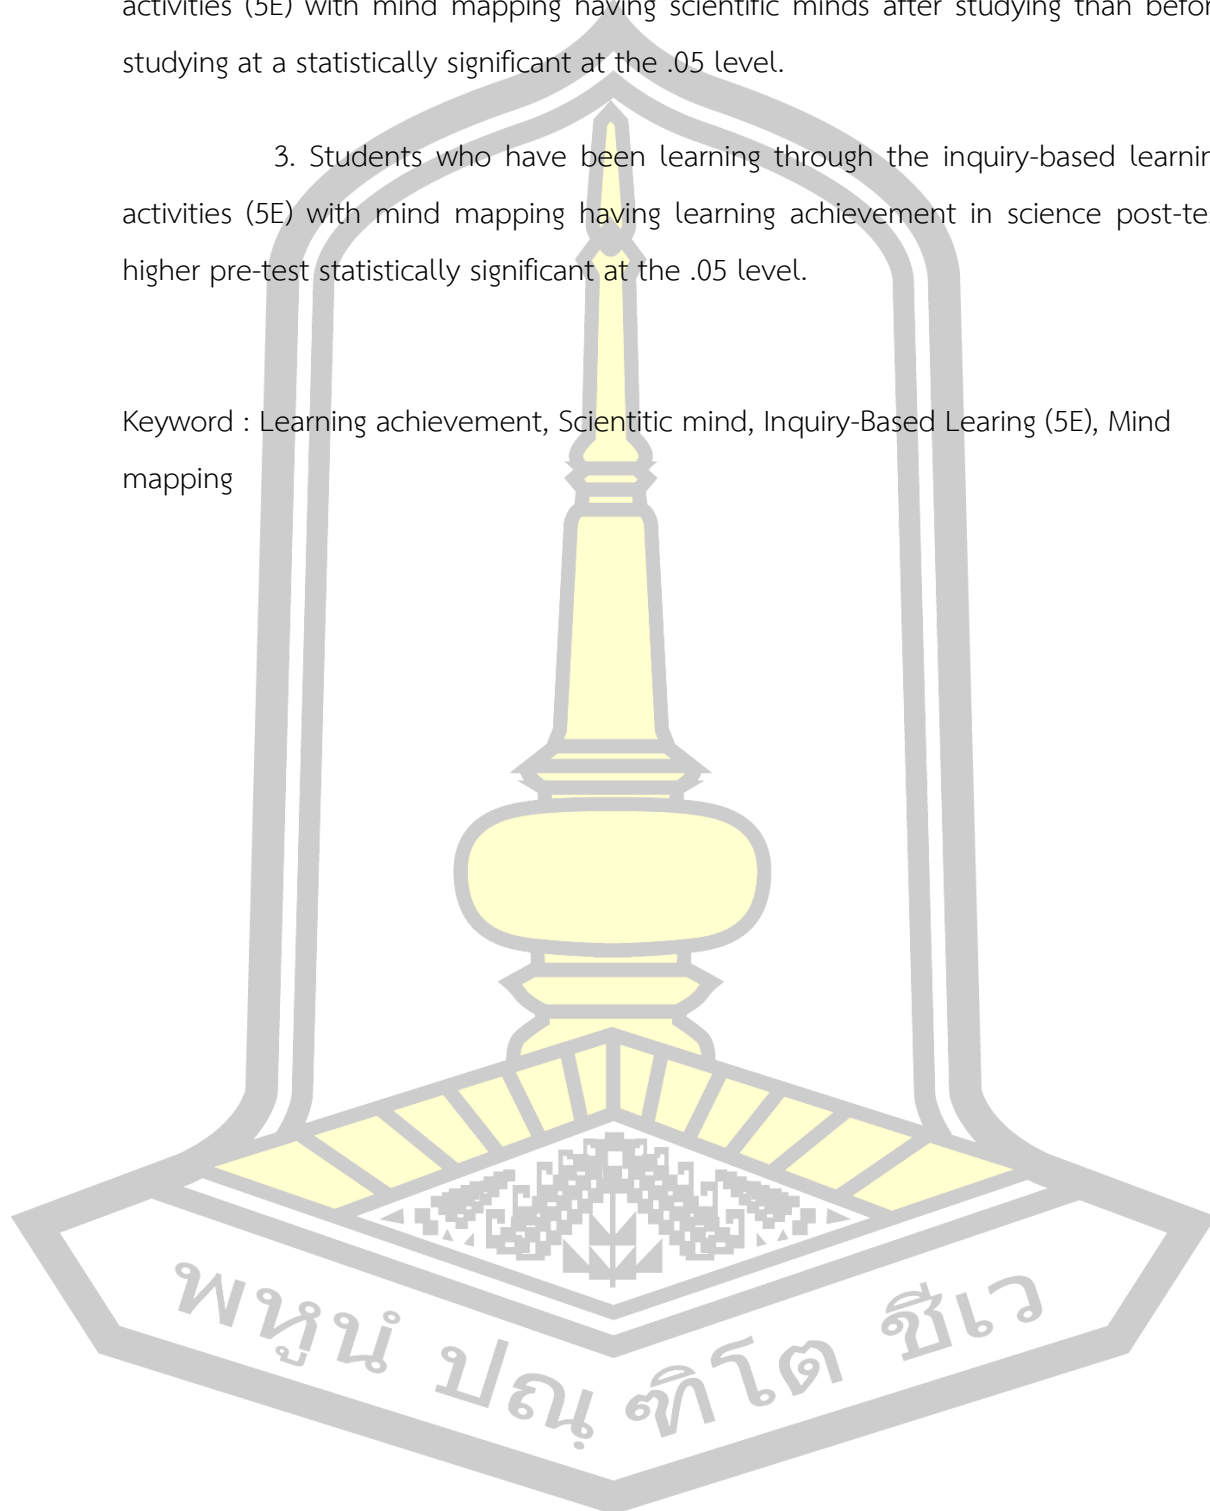 activities (5E) with mind mapping having scientific minds after studying than befor
studying at a statistically significant at the .05 level.
3. Students who have been learning through the inquiry-based learnin
activities (5E) with mind mapping having learning achievement in science post-te
higher pre-test statistically significant at the .05 level.
Keyword : Learning achievement, Scientitic mind, Inquiry-Based Learing (5E), Mind
mapping
พหูนํ ปณฺ ฑิโต ชีเว